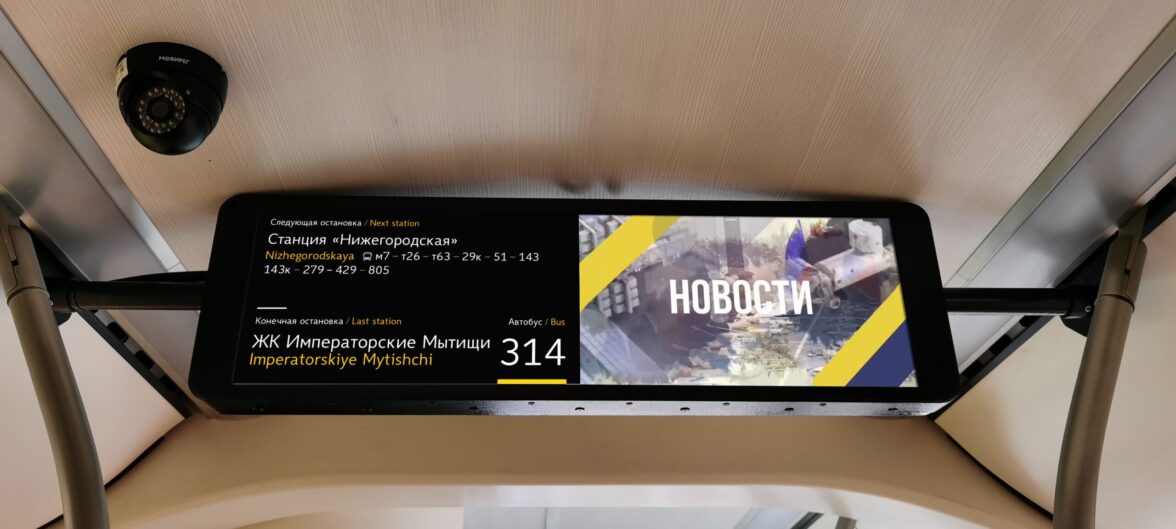 Следующая остановка / Next station
Станция «Нижегородская»
Nizhegorodskaya м7 – т26 – т63 – 29к – 51 – 143
143к – 279 – 429 – 805
Конечная остановка / Last station
Автобус / Bus
ЖК Императорские Мытищи
Imperatorskiye Mytishchi
314
НОВОСТИ